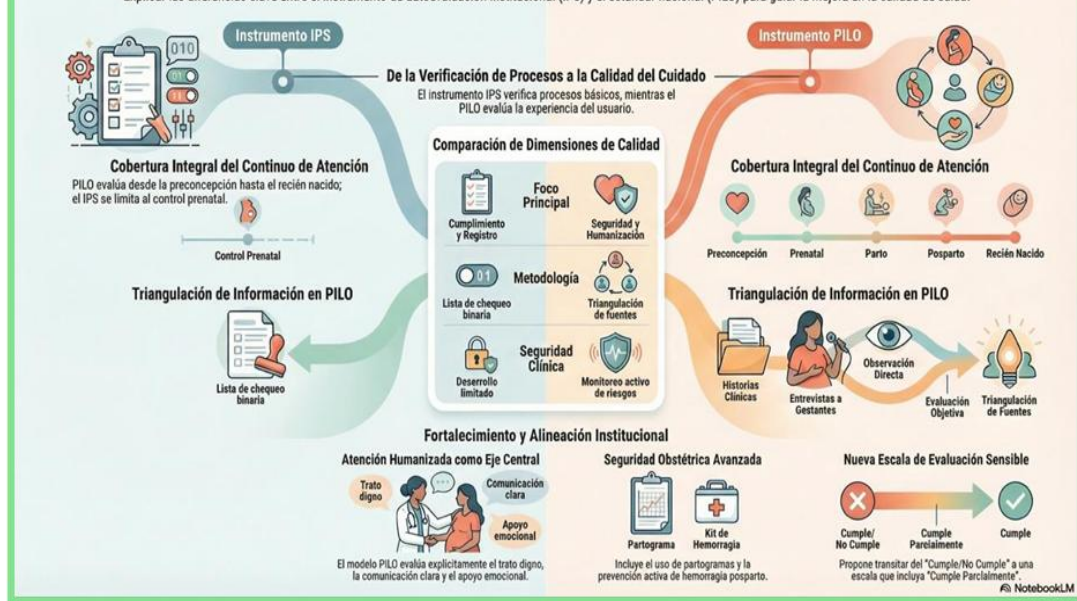 Instrumento IPS
Instrumento PILO
010
01
De la Verificación de Procesos a la Calidad del Cuidado
El instrumento IPS verifica procesos básicos, mientras el
PILO evalúa la experiencia del usuario.
Cobertura Integral del Continuo de Atención
PILO evalúa desde la preconcepción hasta el recién nacido;
el IPS se limita al control prenatal.
Control Prenatal
Triangulación de Información en PILO
Lista de chequeo
binaria
Comparación de Dimensiones de Calidad
Foco
Principal
Cumplimiento
y Registro
Seguridad y
Humanización
01
Metodología
Lista de chequeo
binaria
Triangulación
de fuentes
Seguridad
Clínica
Desarrollo
limitado
Monitoreo activo
de riesgos
Cobertura Integral del Continuo de Atención
Preconcepción
Prenatal
Parto
Posparto
Recién Nacido
Triangulación de Información en PILO
Historias
Clínicas
Entrevistas a
Gestantes
Observación
Directa
Evaluación
Objetiva
Triangulación
de Fuentes
Fortalecimiento y Alineación Institucional
Atención Humanizada como Eje Central
Trato
digno
Comunicación
clara
Apoyo
emocional
El modelo PILO evalúa explícitamente el trato digno,
la comunicación clara y el apoyo emocional.
Seguridad Obstétrica Avanzada
Partograma
Kit de
Hemorragia
Incluye el uso de partogramas y la
prevención activa de hemorragia posparto.
Nueva Escala de Evaluación Sensible
Cumple/
No Cumple
Cumple
Parcialmente
Cumple
Propone transitar del "Cumple/No Cumple" a una
escala que incluya "Cumple Parcialmente".
NotebookLM